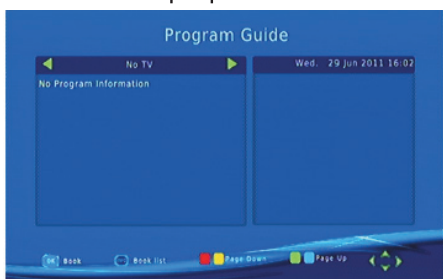 Program Guide
No TV
Wed. 29 Jun 2011 16:02
No Program Information
OK Book
Book list
Page Down
Page Up